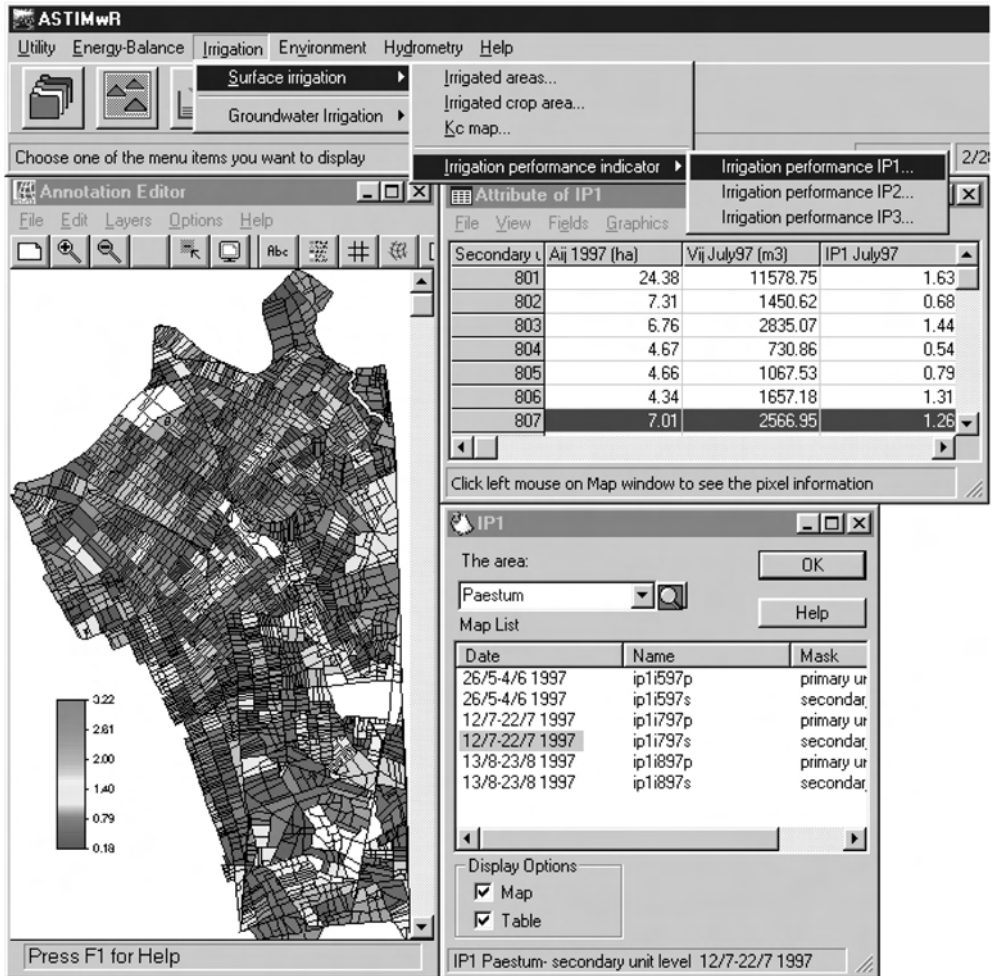 ASTIMwR
Utility Energy-Balance Irrigation Environment Hydrometry Help
Surface irrigation
Groundwater Irrigation
Irrigated areas...
Irrigated crop area...
Kc map...
Irrigation performance indicator
Irrigation performance IP1...
Irrigation performance IP2...
Irrigation performance IP3...
Choose one of the menu items you want to display
Annotation Editor
File Edit Layers Options Help
Abc
3.22
2.61
2.00
1.40
0.79
0.18
Press F1 for Help
Attribute of IP1
File View Fields Graphics
Secondary Aij 1997 (ha) Vij July97 (m3) IP1 July97
801 24.38 11578.75 1.63
802 7.31 1450.62 0.68
803 6.76 2835.07 1.44
804 4.67 730.86 0.54
805 4.66 1067.53 0.79
806 4.34 1657.18 1.31
807 7.01 2566.95 1.26
Click left mouse on Map window to see the pixel information
IP1
The area:
OK
Paestum
Help
Map List
Date Name Mask
26/5-4/6 1997 ip1i597p primary
26/5-4/6 1997 ip1i597s secondar
12/7-22/7 1997 ip1i797p primary
12/7-22/7 1997 ip1i797s secondar
13/8-23/8 1997 ip1i897p primary
13/8-23/8 1997 ip1i897s secondar
Display Options
Map
Table
IP1 Paestum- secondary unit level 12/7-22/7 1997